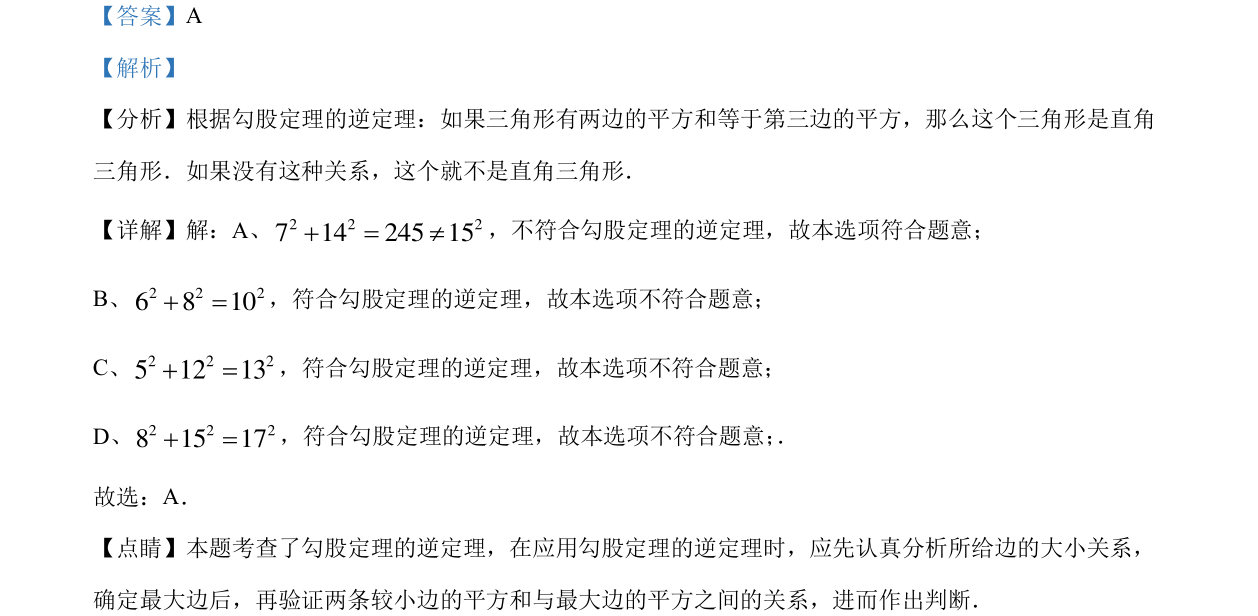 【答案】A
【解析】
【分析】根据勾股定理的逆定理：如果三角形有两边的平方和等于第三边的平方，那么这个三角形是直角
三角形．如果没有这种关系，这个就不是直角三角形．
【详解】解：A、7²+14²=245≠15²，不符合勾股定理的逆定理，故本选项符合题意；
B、6²+8²=10²，符合勾股定理的逆定理，故本选项不符合题意；
C、5²+12²=13²，符合勾股定理的逆定理，故本选项不符合题意；
D、8²+15²=17²，符合勾股定理的逆定理，故本选项不符合题意；．
故选：A．
【点睛】本题考查了勾股定理的逆定理，在应用勾股定理的逆定理时，应先认真分析所给边的大小关系，
确定最大边后，再验证两条较小边的平方和与最大边的平方之间的关系，进而作出判断．